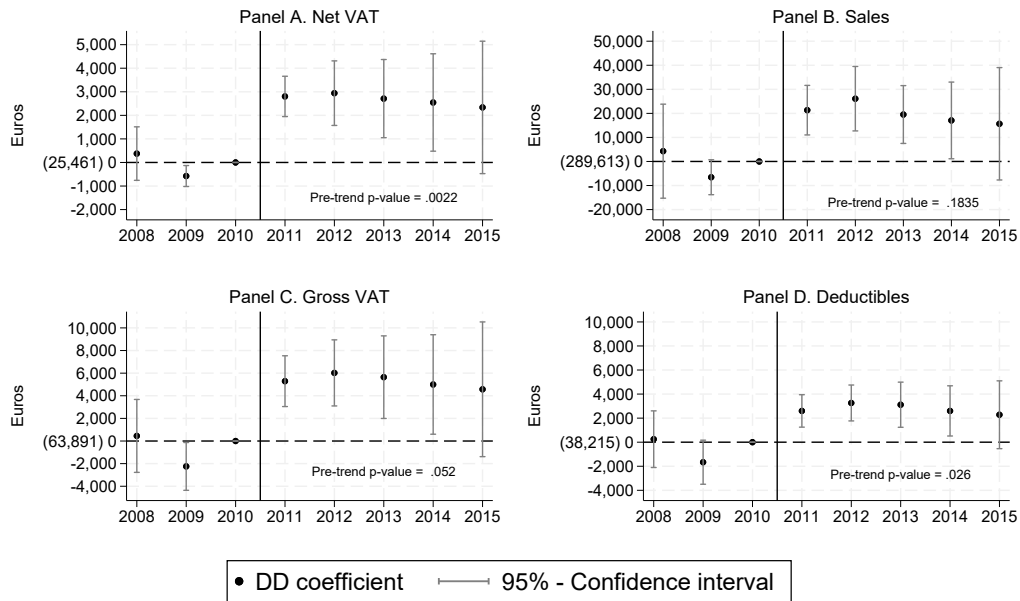 Panel A. Net VAT
Euros
5,000
4,000
3,000
2,000
1,000
(25,461) 0
-1,000
-2,000
Pre-trend p-value = .0022
2008 2009 2010 2011 2012 2013 2014 2015
Panel B. Sales
Euros
50,000
40,000
30,000
20,000
10,000
(289,613) 0
-10,000
-20,000
Pre-trend p-value = .1835
2008 2009 2010 2011 2012 2013 2014 2015
Panel C. Gross VAT
Euros
10,000
8,000
6,000
4,000
2,000
(63,891) 0
-2,000
-4,000
Pre-trend p-value = .052
2008 2009 2010 2011 2012 2013 2014 2015
Panel D. Deductibles
Euros
10,000
8,000
6,000
4,000
2,000
(38,215) 0
-2,000
-4,000
Pre-trend p-value = .026
2008 2009 2010 2011 2012 2013 2014 2015
DD coefficient 95% - Confidence interval